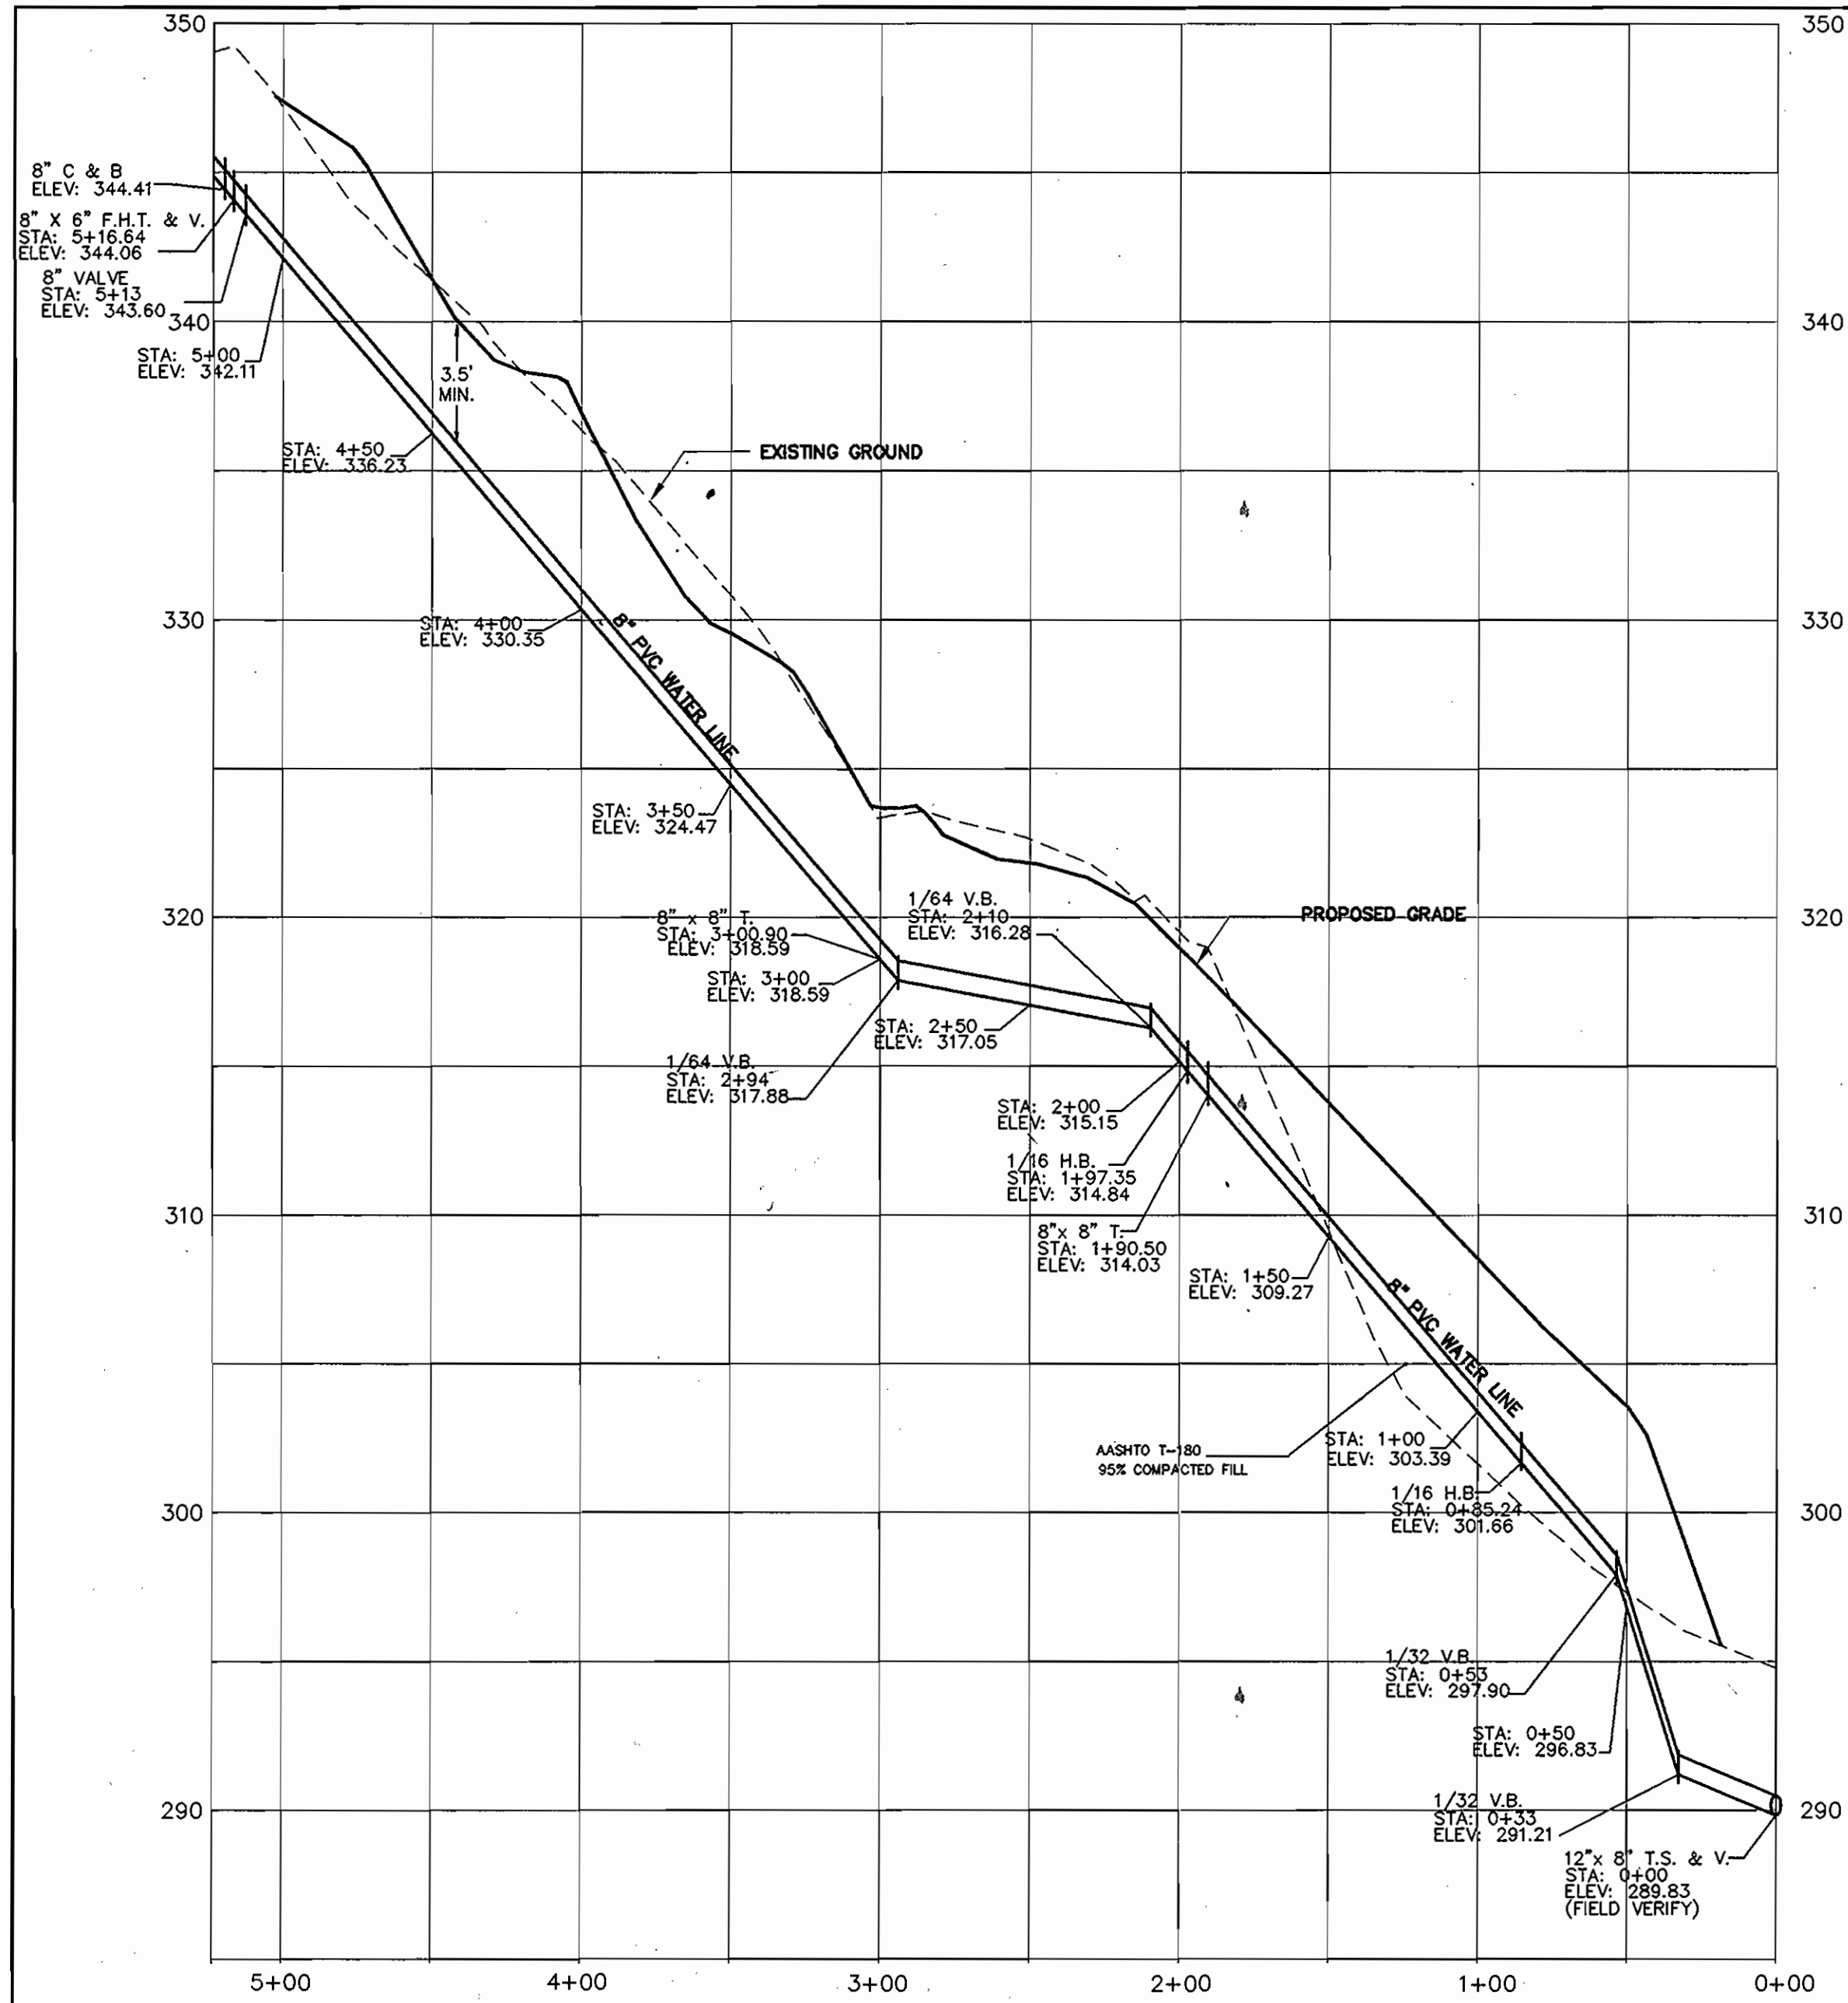 350
350
8" C & B
ELEV: 344.41
8" X 6" F.H.T. & V.
STA: 5+16.64
ELEV: 344.06
8" VALVE
STA: 5+13
ELEV: 343.60
340
340
STA: 5+00
ELEV: 342.11
3.5'
MIN.
STA: 4+50
ELEV: 336.23
EXISTING GROUND
330
330
STA: 4+00
ELEV: 330.35
8" PVC WATER LINE
STA: 3+50
ELEV: 324.47
320
320
8" x 8" T.
STA: 3+00.90
ELEV: 318.59
STA: 3+00
ELEV: 318.59
1/64 V.B.
STA: 2+10
ELEV: 316.28
PROPOSED GRADE
STA: 2+50
ELEV: 317.05
1/64 V.B.
STA: 2+94
ELEV: 317.88
STA: 2+00
ELEV: 315.15
1/16 H.B.
STA: 1+97.35
ELEV: 314.84
310
310
8"x 8" T.
STA: 1+90.50
ELEV: 314.03
STA: 1+50
ELEV: 309.27
8" PVC WATER LINE
AASHTO T-180
95% COMPACTED FILL
STA: 1+00
ELEV: 303.39
300
300
1/16 H.B.
STA: 0+85.24
ELEV: 301.66
1/32 V.B.
STA: 0+53
ELEV: 297.90
STA: 0+50
ELEV: 296.83
290
290
1/32 V.B.
STA: 0+33
ELEV: 291.21
12"x 8" T.S. & V.
STA: 0+00
ELEV: 289.83
(FIELD VERIFY)
5+00 4+00 3+00 2+00 1+00 0+00